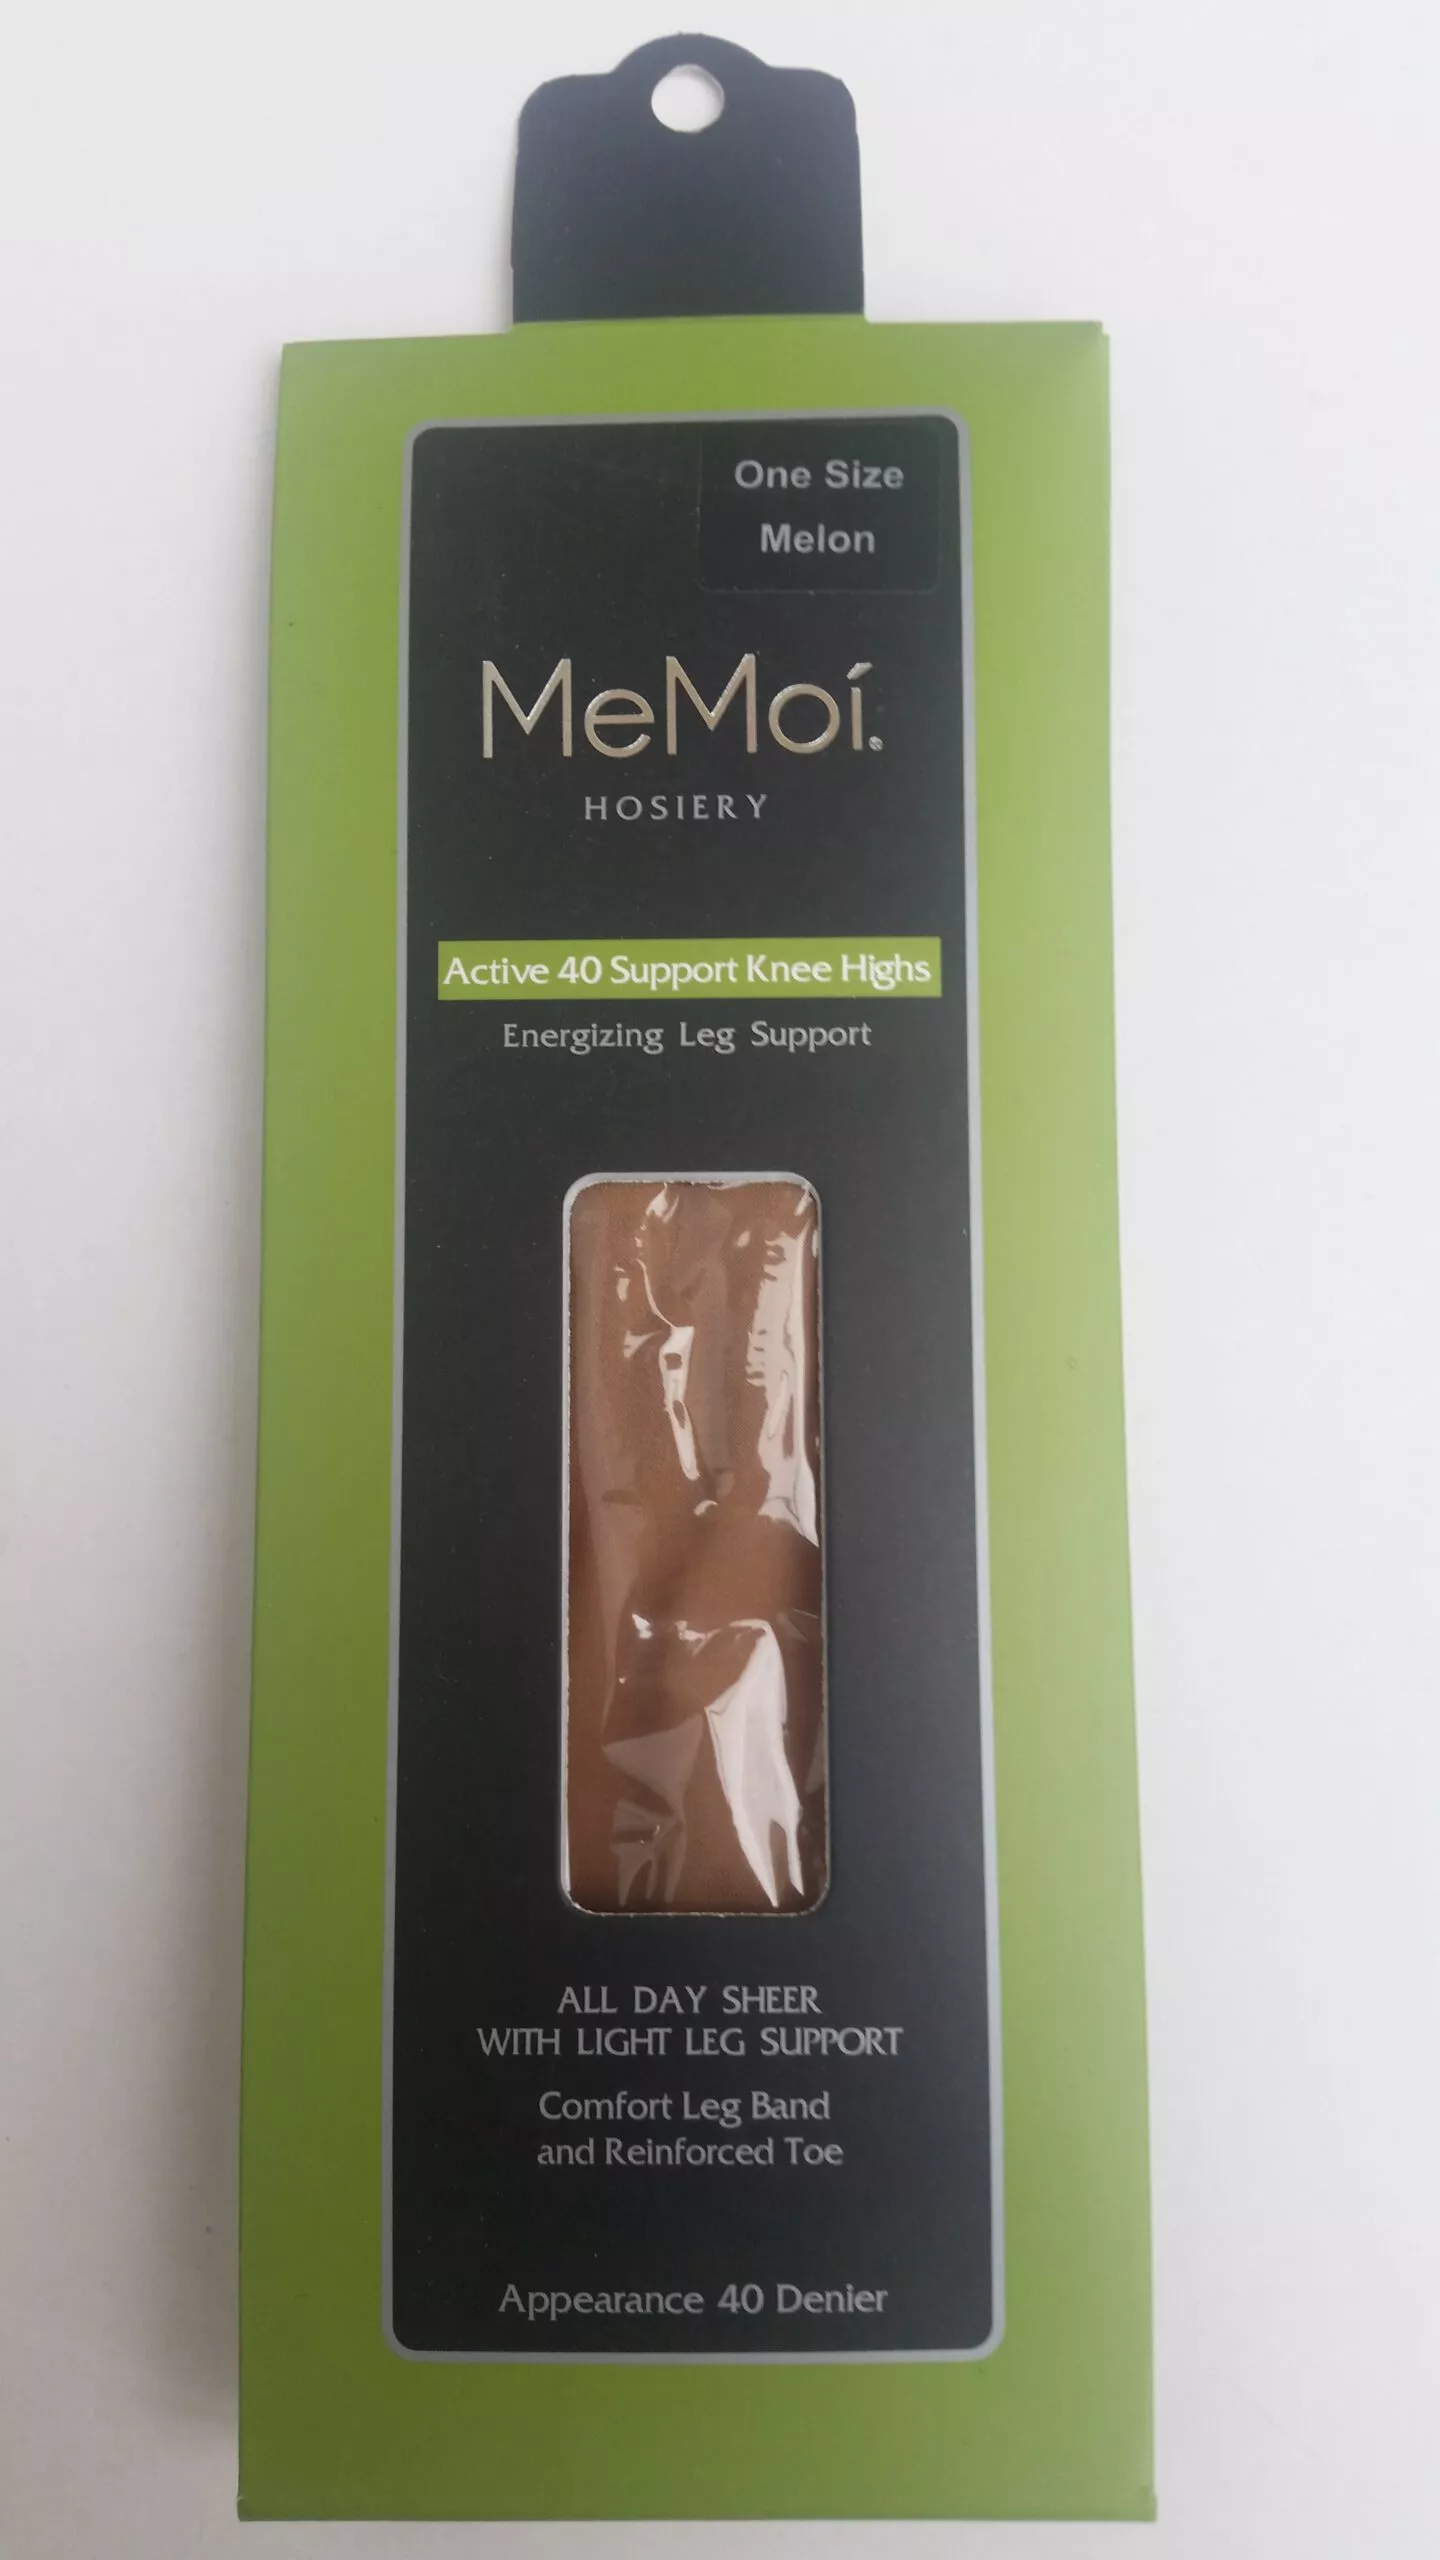 One Size
Melon
MeMoí®
HOSIERY
Active 40 Support Knee Highs
Energizing Leg Support
ALL DAY SHEER
WITH LIGHT LEG SUPPORT
Comfort Leg Band
and Reinforced Toe
Appearance 40 Denier